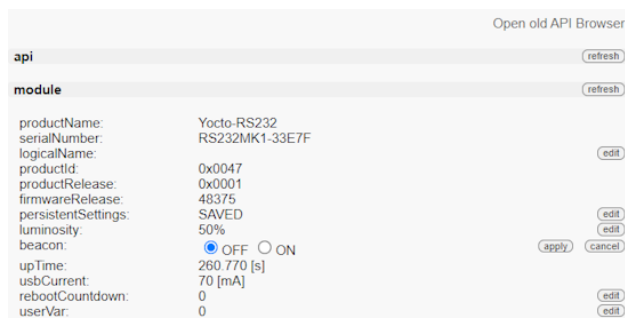 Open old API Browser
api refresh
module refresh
productName: Yocto-RS232
serialNumber: RS232MK1-33E7F
logicalName: edit
productId: 0x0047
productRelease: 0x0001
firmwareRelease: 48375
persistentSettings: SAVED edit
luminosity: 50% edit
beacon: OFF ON apply cancel
upTime: 260.770 [s]
usbCurrent: 70 [mA]
rebootCountdown: 0 edit
userVar: 0 edit